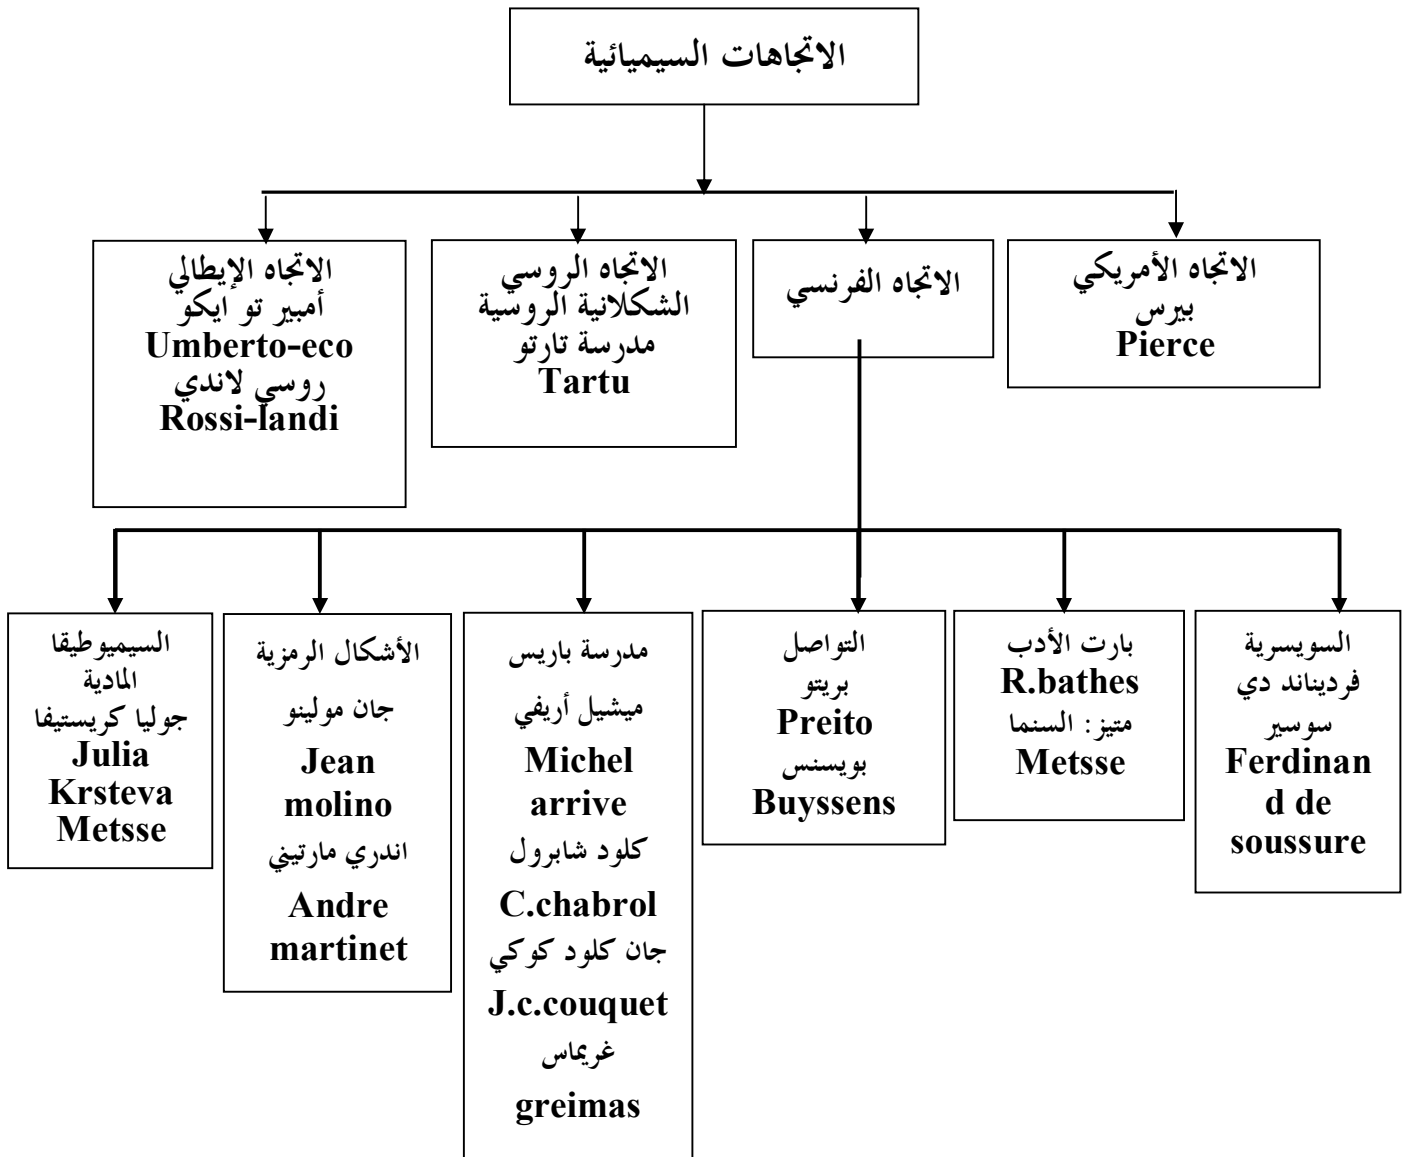 الاتجاهات السيميائية
الاتجاه الأمريكي
بيرس
Pierce
الاتجاه الفرنسي
الاتجاه الروسي
الشكلانية الروسية
مدرسة تارتو
Tartu
الاتجاه الإيطالي
أمبير تو ايكو
Umberto-eco
روسي لاندي
Rossi-landi
السويسرية
فرديناند دي
سوسير
Ferdinan
d de
soussure
بارت الأدب
R.bathes
متيز: السنما
Metsse
التواصل
بريتو
Preito
بويسنس
Buyssens
مدرسة باريس
ميشيل أريفي
Michel
arrive
كلود شابرول
C.chabrol
جان كلود كوكي
J.c.couquet
غريماس
greimas
الأشكال الرمزية
جان مولينو
Jean
molino
اندري مارتيني
Andre
martinet
السيميوطيقا
المادية
جوليا كريستيفا
Julia
Krsteva
Metsse